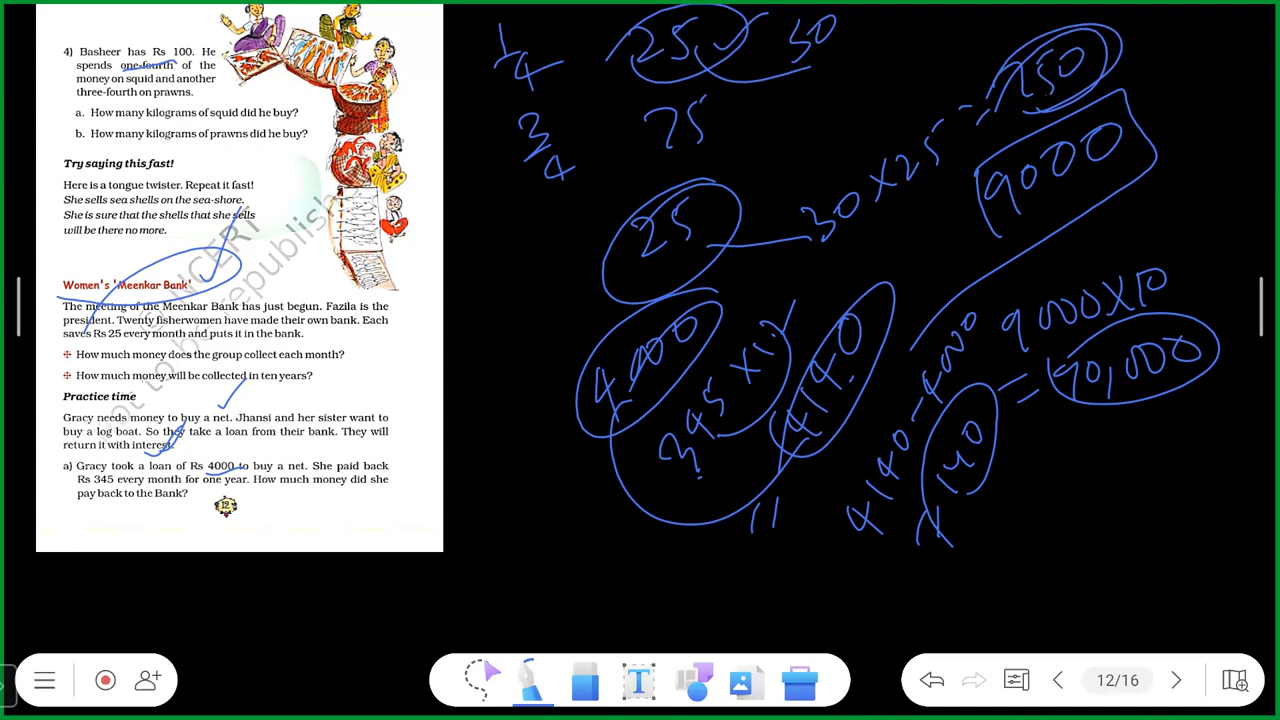 4) Basheer has Rs 100. He
spends one-fourth of the
money on squid and another
three-fourth on prawns.
a. How many kilograms of squid did he buy?
b. How many kilograms of prawns did he buy?
Try saying this fast!
Here is a tongue twister. Repeat it fast!
She sells sea shells on the sea-shore.
She is sure that the shells that she sells
will be there no more.
© NCERT
not to be republishe
Women's 'Meenkar Bank'
The meeting of the Meenkar Bank has just begun. Fazila is the
president. Twenty fisherwomen have made their own bank. Each
saves Rs 25 every month and puts it in the bank.
How much money does the group collect each month?
How much money will be collected in ten years?
Practice time
Gracy needs money to buy a net. Jhansi and her sister want to
buy a log boat. So they take a loan from their bank. They will
return it with interest.
a) Gracy took a loan of Rs 4000 to buy a net. She paid back
Rs 345 every month for one year. How much money did she
pay back to the Bank?
12
1/4 25 50
3/4 75
25 30 × 25 = 750
9000
4000 345 × 12 4140
9000 × 10
= 90,000
4140 - 4000
140
T
12/16